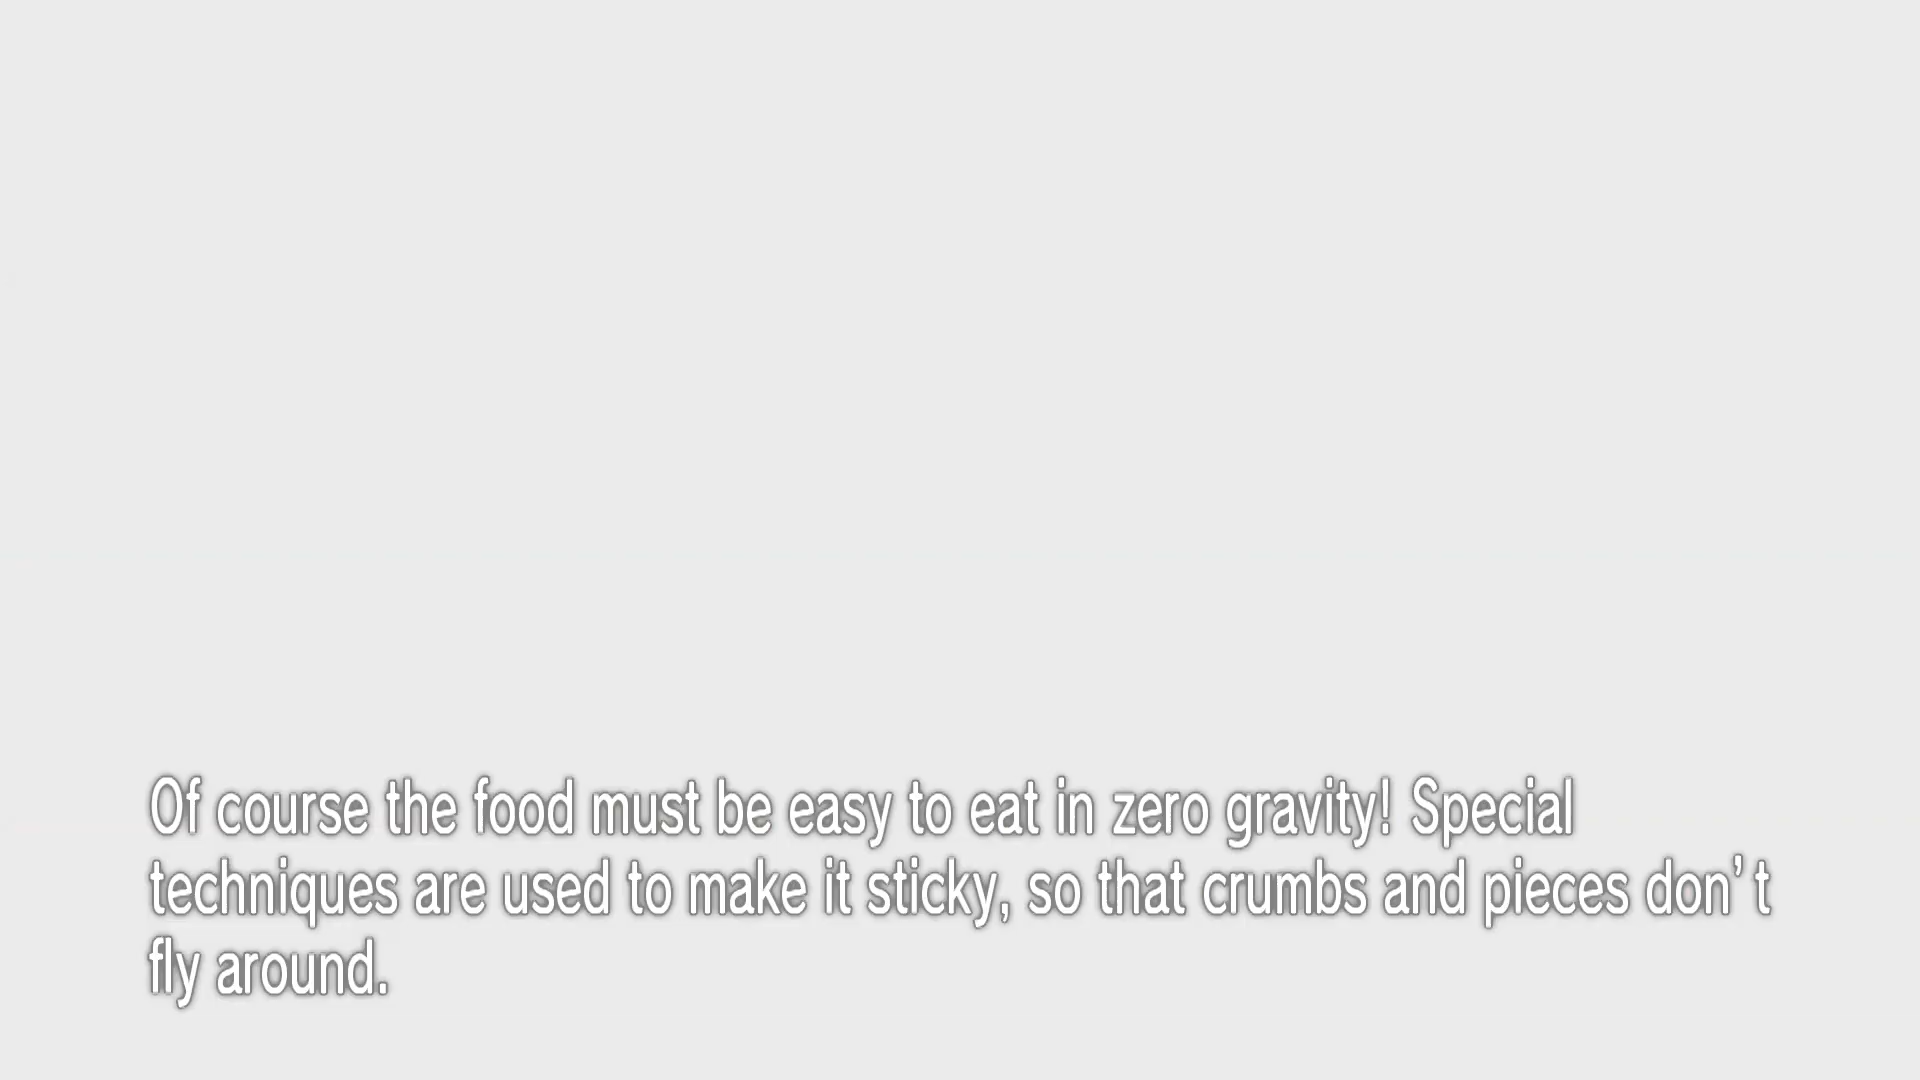 Of course the food must be easy to eat in zero gravity! Special
techniques are used to make it sticky, so that crumbs and pieces don’t
fly around.